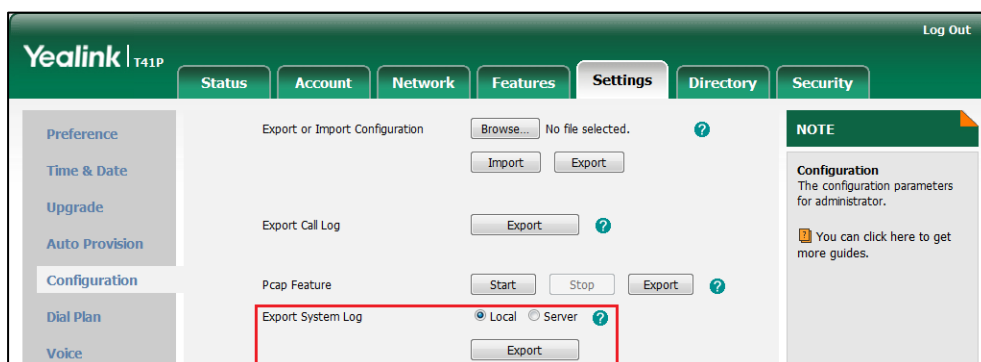 Log Out
Yealink T41P
Status Account Network Features Settings Directory Security
Preference
Time & Date
Upgrade
Auto Provision
Configuration
Dial Plan
Voice
Export or Import Configuration Browse... No file selected. ?
Import Export
Export Call Log Export ?
Pcap Feature Start Stop Export ?
Export System Log Local Server ?
Export
NOTE
Configuration
The configuration parameters
for administrator.
? You can click here to get
more guides.